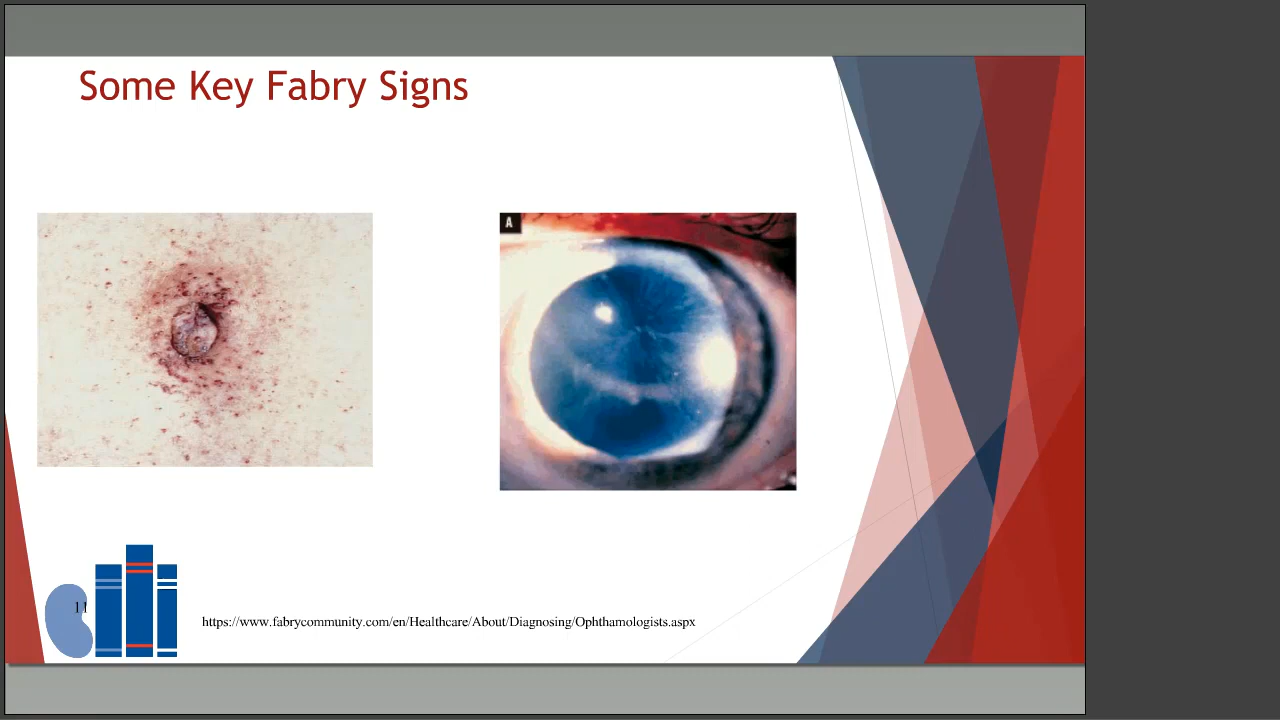 Some Key Fabry Signs
A
11
https://www.fabrycommunity.com/en/Healthcare/About/Diagnosing/Ophthamologists.aspx